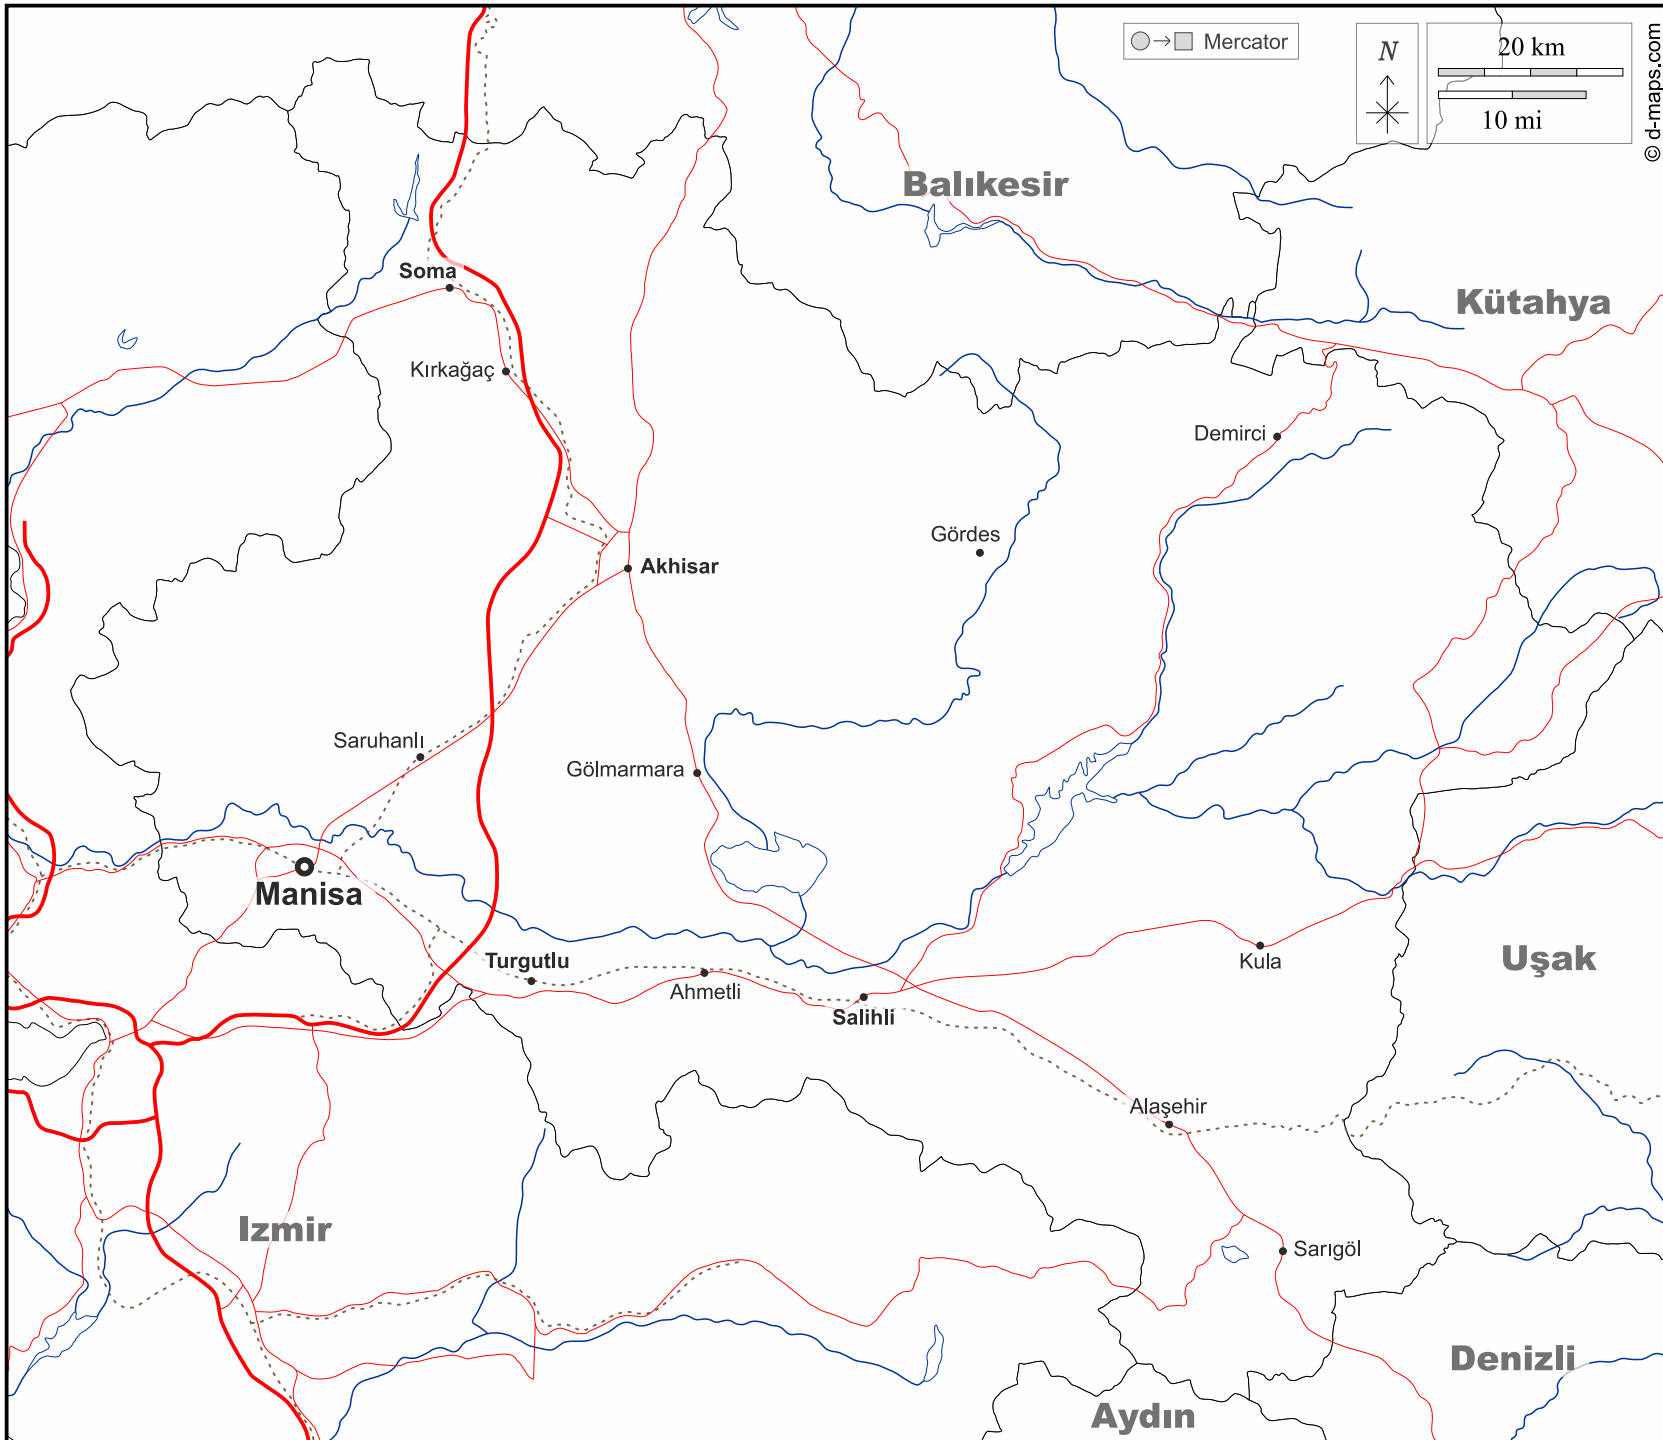 Mercator
N
20 km
10 mi
© d-maps.com
Balıkesir
Soma
Kütahya
Kırkağaç
Demirci
Gördes
Akhisar
Saruhanlı
Gölmarmara
Manisa
Turgutlu
Ahmetli
Salihli
Kula
Uşak
Alaşehir
Izmir
Sarıgöl
Denizli
Aydın